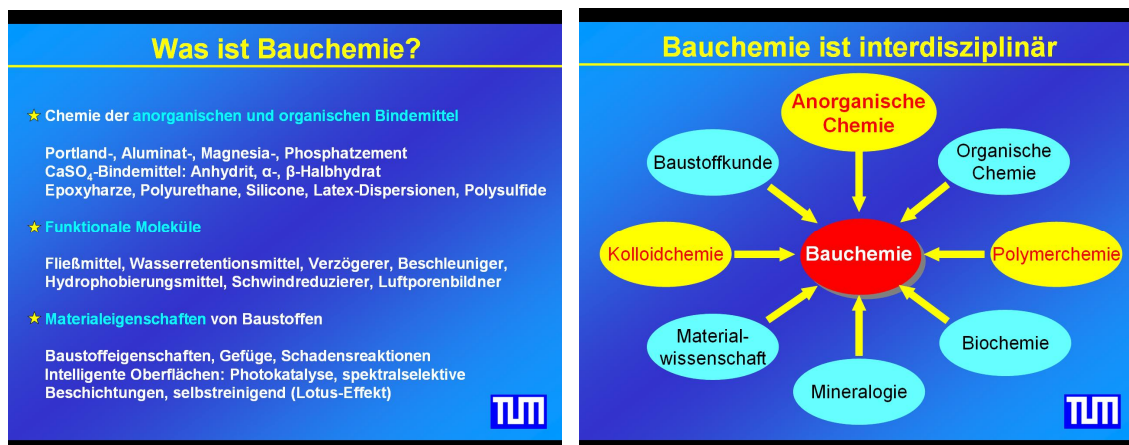 Was ist Bauchemie?
Chemie der anorganischen und organischen Bindemittel
Portland-, Aluminat-, Magnesia-, Phosphatzement
CaSO₄-Bindemittel: Anhydrit, α-, β-Halbhydrat
Epoxyharze, Polyurethane, Silicone, Latex-Dispersionen, Polysulfide
Funktionale Moleküle
Fließmittel, Wasserretentionsmittel, Verzögerer, Beschleuniger,
Hydrophobierungsmittel, Schwindreduzierer, Luftporenbildner
Materialeigenschaften von Baustoffen
Baustoffeigenschaften, Gefüge, Schadensreaktionen
Intelligente Oberflächen: Photokatalyse, spektralselektive
Beschichtungen, selbstreinigend (Lotus-Effekt)
TUM
Bauchemie ist interdisziplinär
Anorganische
Chemie
Baustoffkunde
Organische
Chemie
Kolloidchemie
Bauchemie
Polymerchemie
Material-
wissenschaft
Biochemie
Mineralogie
TUM